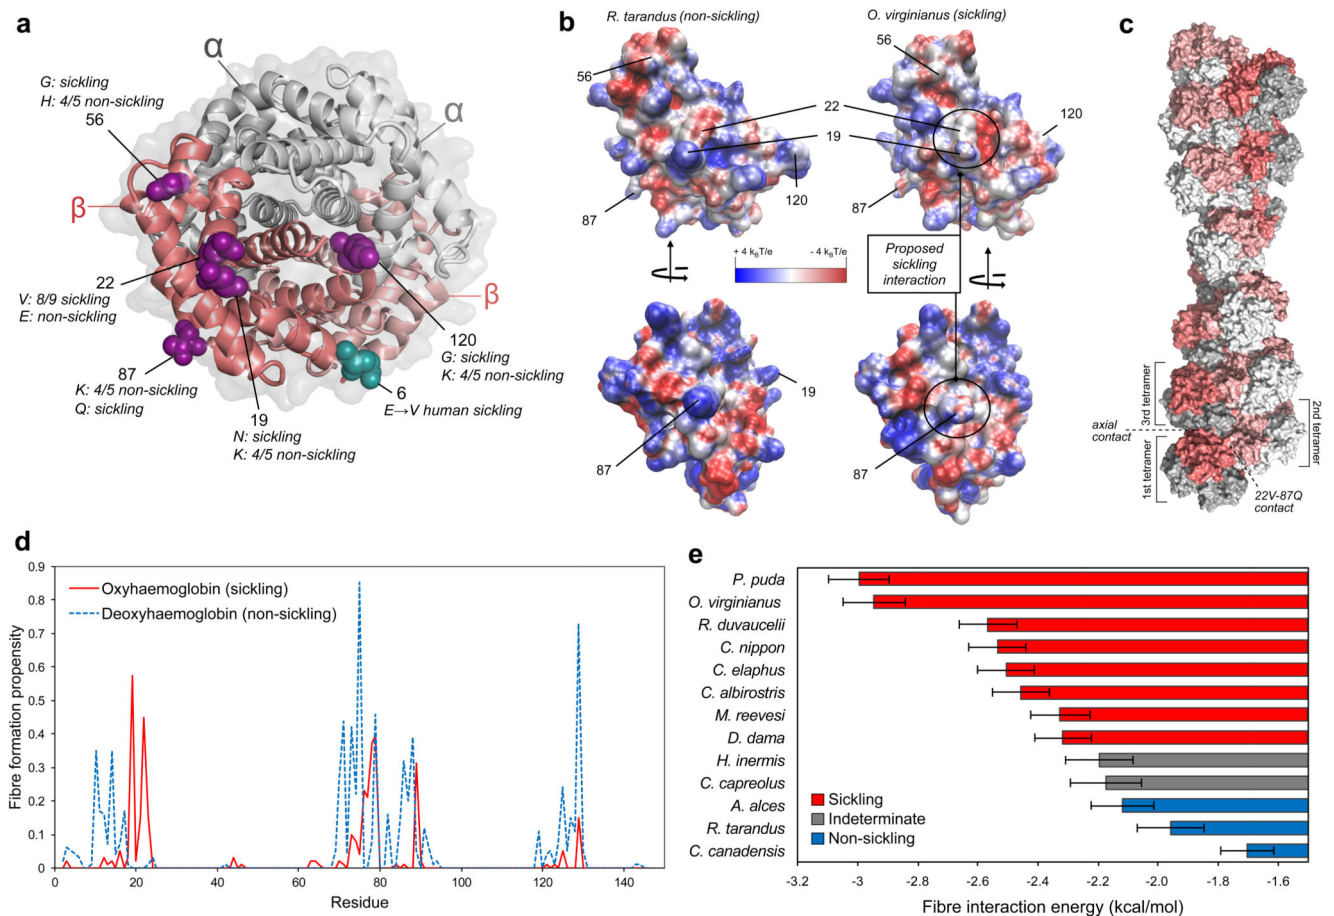 a
α
α
G: sickling
H: 4/5 non-sickling
56
β
22
V: 8/9 sickling
E: non-sickling
β
87
K: 4/5 non-sickling
Q: sickling
19
N: sickling
K: 4/5 non-sickling
120
G: sickling
K: 4/5 non-sickling
6
E→V human sickling
b
R. tarandus (non-sickling)
O. virginianus (sickling)
56
56
22
19
120
120
87
87
+ 4 kBT/e
- 4 kBT/e
Proposed
sickling
interaction
19
87
87
c
3rd tetramer
2nd tetramer
axial
contact
1st tetramer
22V-87Q
contact
d
Oxyhaemoglobin (sickling)
Deoxyhaemoglobin (non-sickling)
Fibre formation propensity
0.9
0.8
0.7
0.6
0.5
0.4
0.3
0.2
0.1
0
0 20 40 60 80 100 120 140
Residue
e
P. puda
O. virginianus
R. duvaucelii
C. nippon
C. elaphus
C. albirostris
M. reevesi
D. dama
H. inermis
C. capreolus
A. alces
R. tarandus
C. canadensis
Sickling
Indeterminate
Non-sickling
-3.2 -3 -2.8 -2.6 -2.4 -2.2 -2.0 -1.8 -1.6
Fibre interaction energy (kcal/mol)